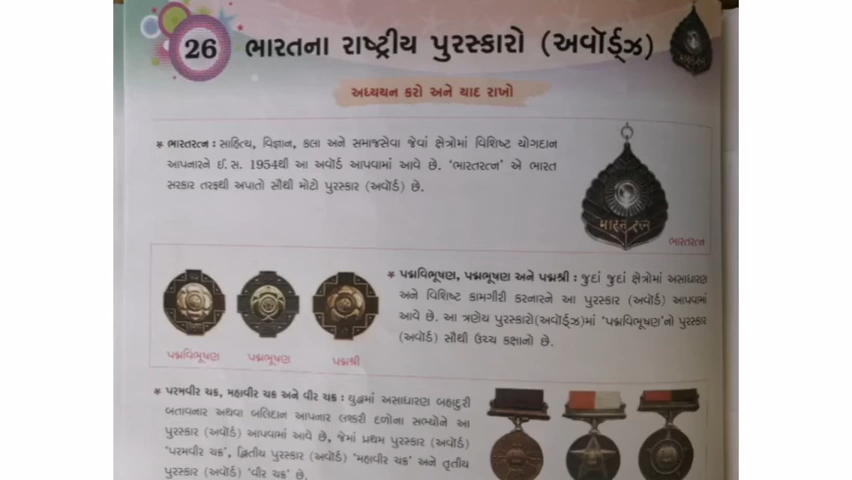 26 ભારતના રાષ્ટ્રીય પુરસ્કારો (અવૉર્ડ્ઝ)
અધ્યયન કરો અને યાદ રાખો
* ભારતરત્ન : સાહિત્ય, વિજ્ઞાન, કલા અને સમાજસેવા જેવાં ક્ષેત્રોમાં વિશિષ્ટ યોગદાન
આપનારને ઈ. સ. 1954થી આ અવૉર્ડ આપવામાં આવે છે. 'ભારતરત્ન' એ ભારત
સરકાર તરફથી અપાતો સૌથી મોટો પુરસ્કાર (અવૉર્ડ) છે.
भारत रत्न
ભારતરત્ન
* પદ્મવિભૂષણ, પદ્મભૂષણ અને પદ્મશ્રી : જુદાં જુદાં ક્ષેત્રોમાં અસાધારણ
અને વિશિષ્ટ કામગીરી કરનારને આ પુરસ્કાર (અવૉર્ડ) આપવામાં
આવે છે. આ ત્રણેય પુરસ્કારો(અવૉર્ડ્ઝ)માં 'પદ્મવિભૂષણ'નો પુરસ્કાર
(અવૉર્ડ) સૌથી ઉચ્ચ કક્ષાનો છે.
પદ્મવિભૂષણ
પદ્મભૂષણ
પદ્મશ્રી
* પરમવીર ચક્ર, મહાવીર ચક્ર અને વીર ચક્ર : યુદ્ધમાં અસાધારણ બહાદુરી
બતાવનાર અથવા બલિદાન આપનાર લશ્કરી દળોના સભ્યોને આ
પુરસ્કાર (અવૉર્ડ) આપવામાં આવે છે, જેમાં પ્રથમ પુરસ્કાર (અવૉર્ડ)
'પરમવીર ચક્ર', દ્વિતીય પુરસ્કાર (અવૉર્ડ) 'મહાવીર ચક્ર' અને તૃતીય
પુરસ્કાર (અવૉર્ડ) 'વીર ચક્ર' છે.